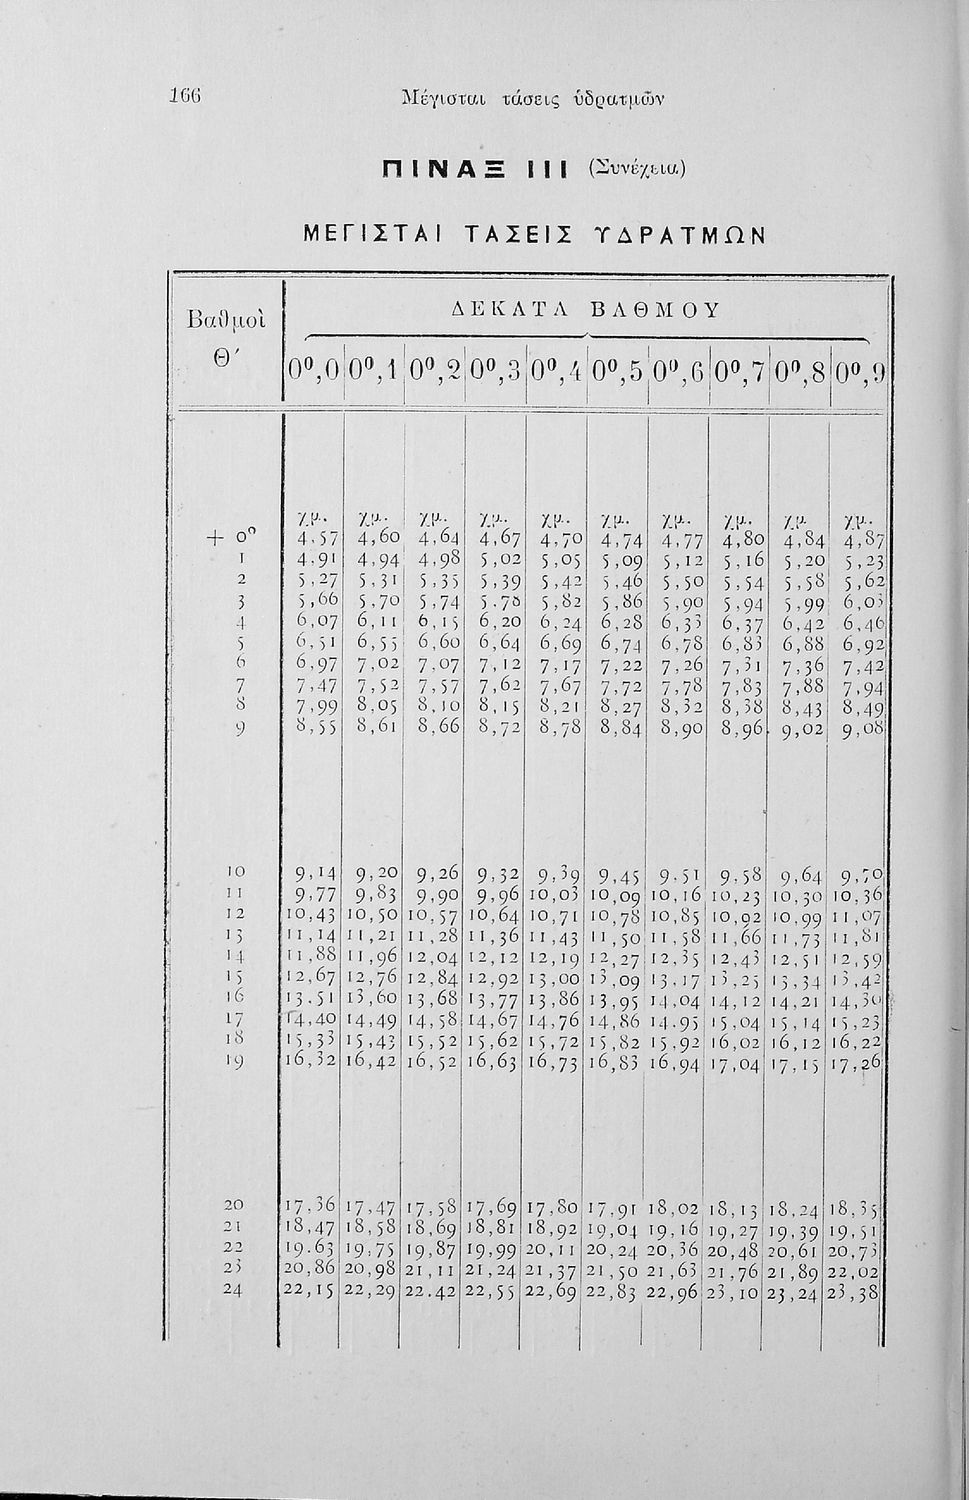 166 Μέγισται τάσεις ὑδρατμῶν
ΠΙΝΑΞ ΙΙΙ (Συνέχεια)
ΜΕΓΙΣΤΑΙ ΤΑΣΕΙΣ ΥΔΡΑΤΜΩΝ
Βαθμοὶ Θ′ ΔΕΚΑΤΑ ΒΑΘΜΟΥ
0⁰,0 0⁰,1 0⁰,2 0⁰,3 0⁰,4 0⁰,5 0⁰,6 0⁰,7 0⁰,8 0⁰,9
χμ. χμ. χμ. χμ. χμ. χμ. χμ. χμ. χμ χμ.
+ 0⁰ 4,57 4,60 4,64 4,67 4,70 4,74 4,77 4,80 4,84 4,87
1 4,91 4,94 4,98 5,02 5,05 5,09 5,12 5,16 5,20 5,23
2 5,27 5,31 5,35 5,39 5,42 5,46 5,50 5,54 5,58 5,62
3 5,66 5,70 5,74 5.78 5,82 5,86 5,90 5,94 5,99 6,03
4 6,07 6,11 6,15 6,20 6,24 6,28 6,33 6,37 6,42 6,46
5 6,51 6,55 6,60 6,64 6,69 6,74 6,78 6,83 6,88 6,92
6 6,97 7,02 7,07 7,12 7,17 7,22 7,26 7,31 7,36 7,42
7 7,47 7,52 7,57 7,62 7,67 7,72 7,78 7,83 7,88 7,94
8 7,99 8,05 8,10 8,15 8,21 8,27 8,32 8,38 8,43 8,49
9 8,55 8,61 8,66 8,72 8,78 8,84 8,90 8,96 9,02 9,08
10 9,14 9,20 9,26 9,32 9,39 9,45 9,51 9,58 9,64 9,70
11 9,77 9,83 9,90 9,96 10,03 10,09 10,16 10,23 10,30 10,36
12 10,43 10,50 10,57 10,64 10,71 10,78 10,85 10,92 10,99 11,07
13 11,14 11,21 11,28 11,36 11,43 11,50 11,58 11,66 11,73 11,81
14 11,88 11,96 12,04 12,12 12,19 12,27 12,35 12,43 12,51 12,59
15 12,67 12,76 12,84 12,92 13,00 13,09 13,17 13,25 13,34 13,42
16 13,51 13,60 13,68 13,77 13,86 13,95 14,04 14,12 14,21 14,30
17 14,40 14,49 14,58 14,67 14,76 14,86 14.95 15,04 15,14 15,23
18 15,33 15,43 15,52 15,62 15,72 15,82 15,92 16,02 16,12 16,22
19 16,32 16,42 16,52 16,63 16,73 16,83 16,94 17,04 17,15 17,26
20 17,36 17,47 17,58 17,69 17,80 17,91 18,02 18,13 18,24 18,35
21 18,47 18,58 18,69 18,81 18,92 19,04 19,16 19,27 19,39 19,51
22 19.63 19.75 19,87 19,99 20,11 20,24 20,36 20,48 20,61 20,73
23 20,86 20,98 21,11 21,24 21,37 21,50 21,63 21,76 21,89 22,02
24 22,15 22,29 22.42 22,55 22,69 22,83 22,96 23,10 23,24 23,38